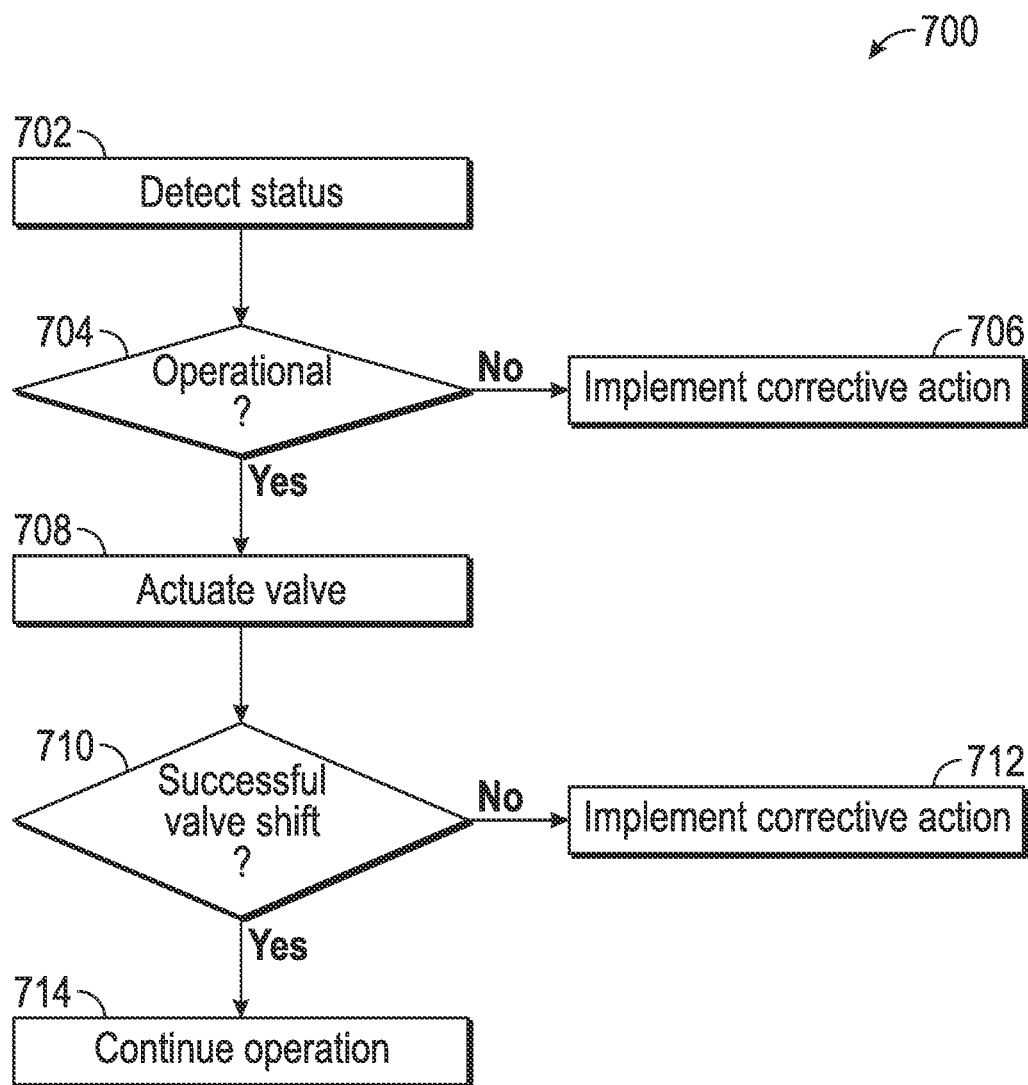 700
702
Detect status
704
Operational
?
No
706
Implement corrective action
Yes
708
Actuate valve
710
Successful
valve shift
?
No
712
Implement corrective action
Yes
714
Continue operation